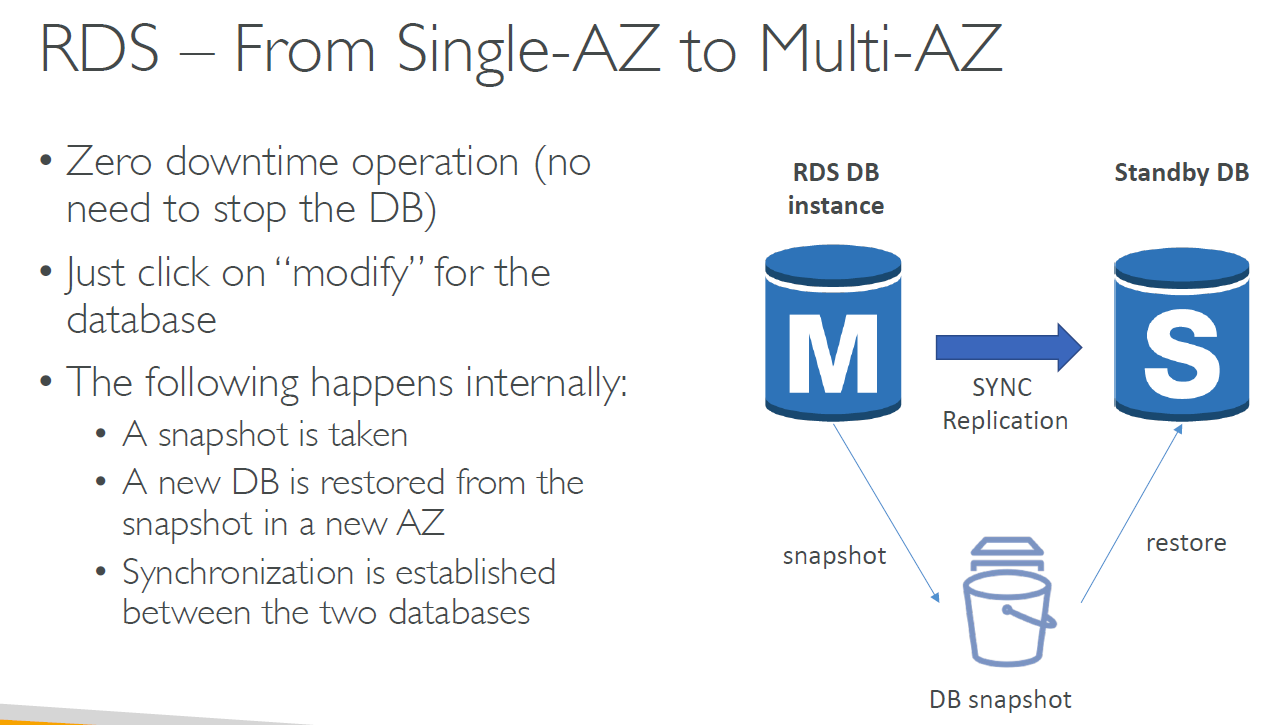 RDS – From Single-AZ to Multi-AZ
• Zero downtime operation (no
need to stop the DB)
• Just click on “modify” for the
database
• The following happens internally:
• A snapshot is taken
• A new DB is restored from the
snapshot in a new AZ
• Synchronization is established
between the two databases
RDS DB
instance
Standby DB
M
S
SYNC
Replication
snapshot
restore
DB snapshot